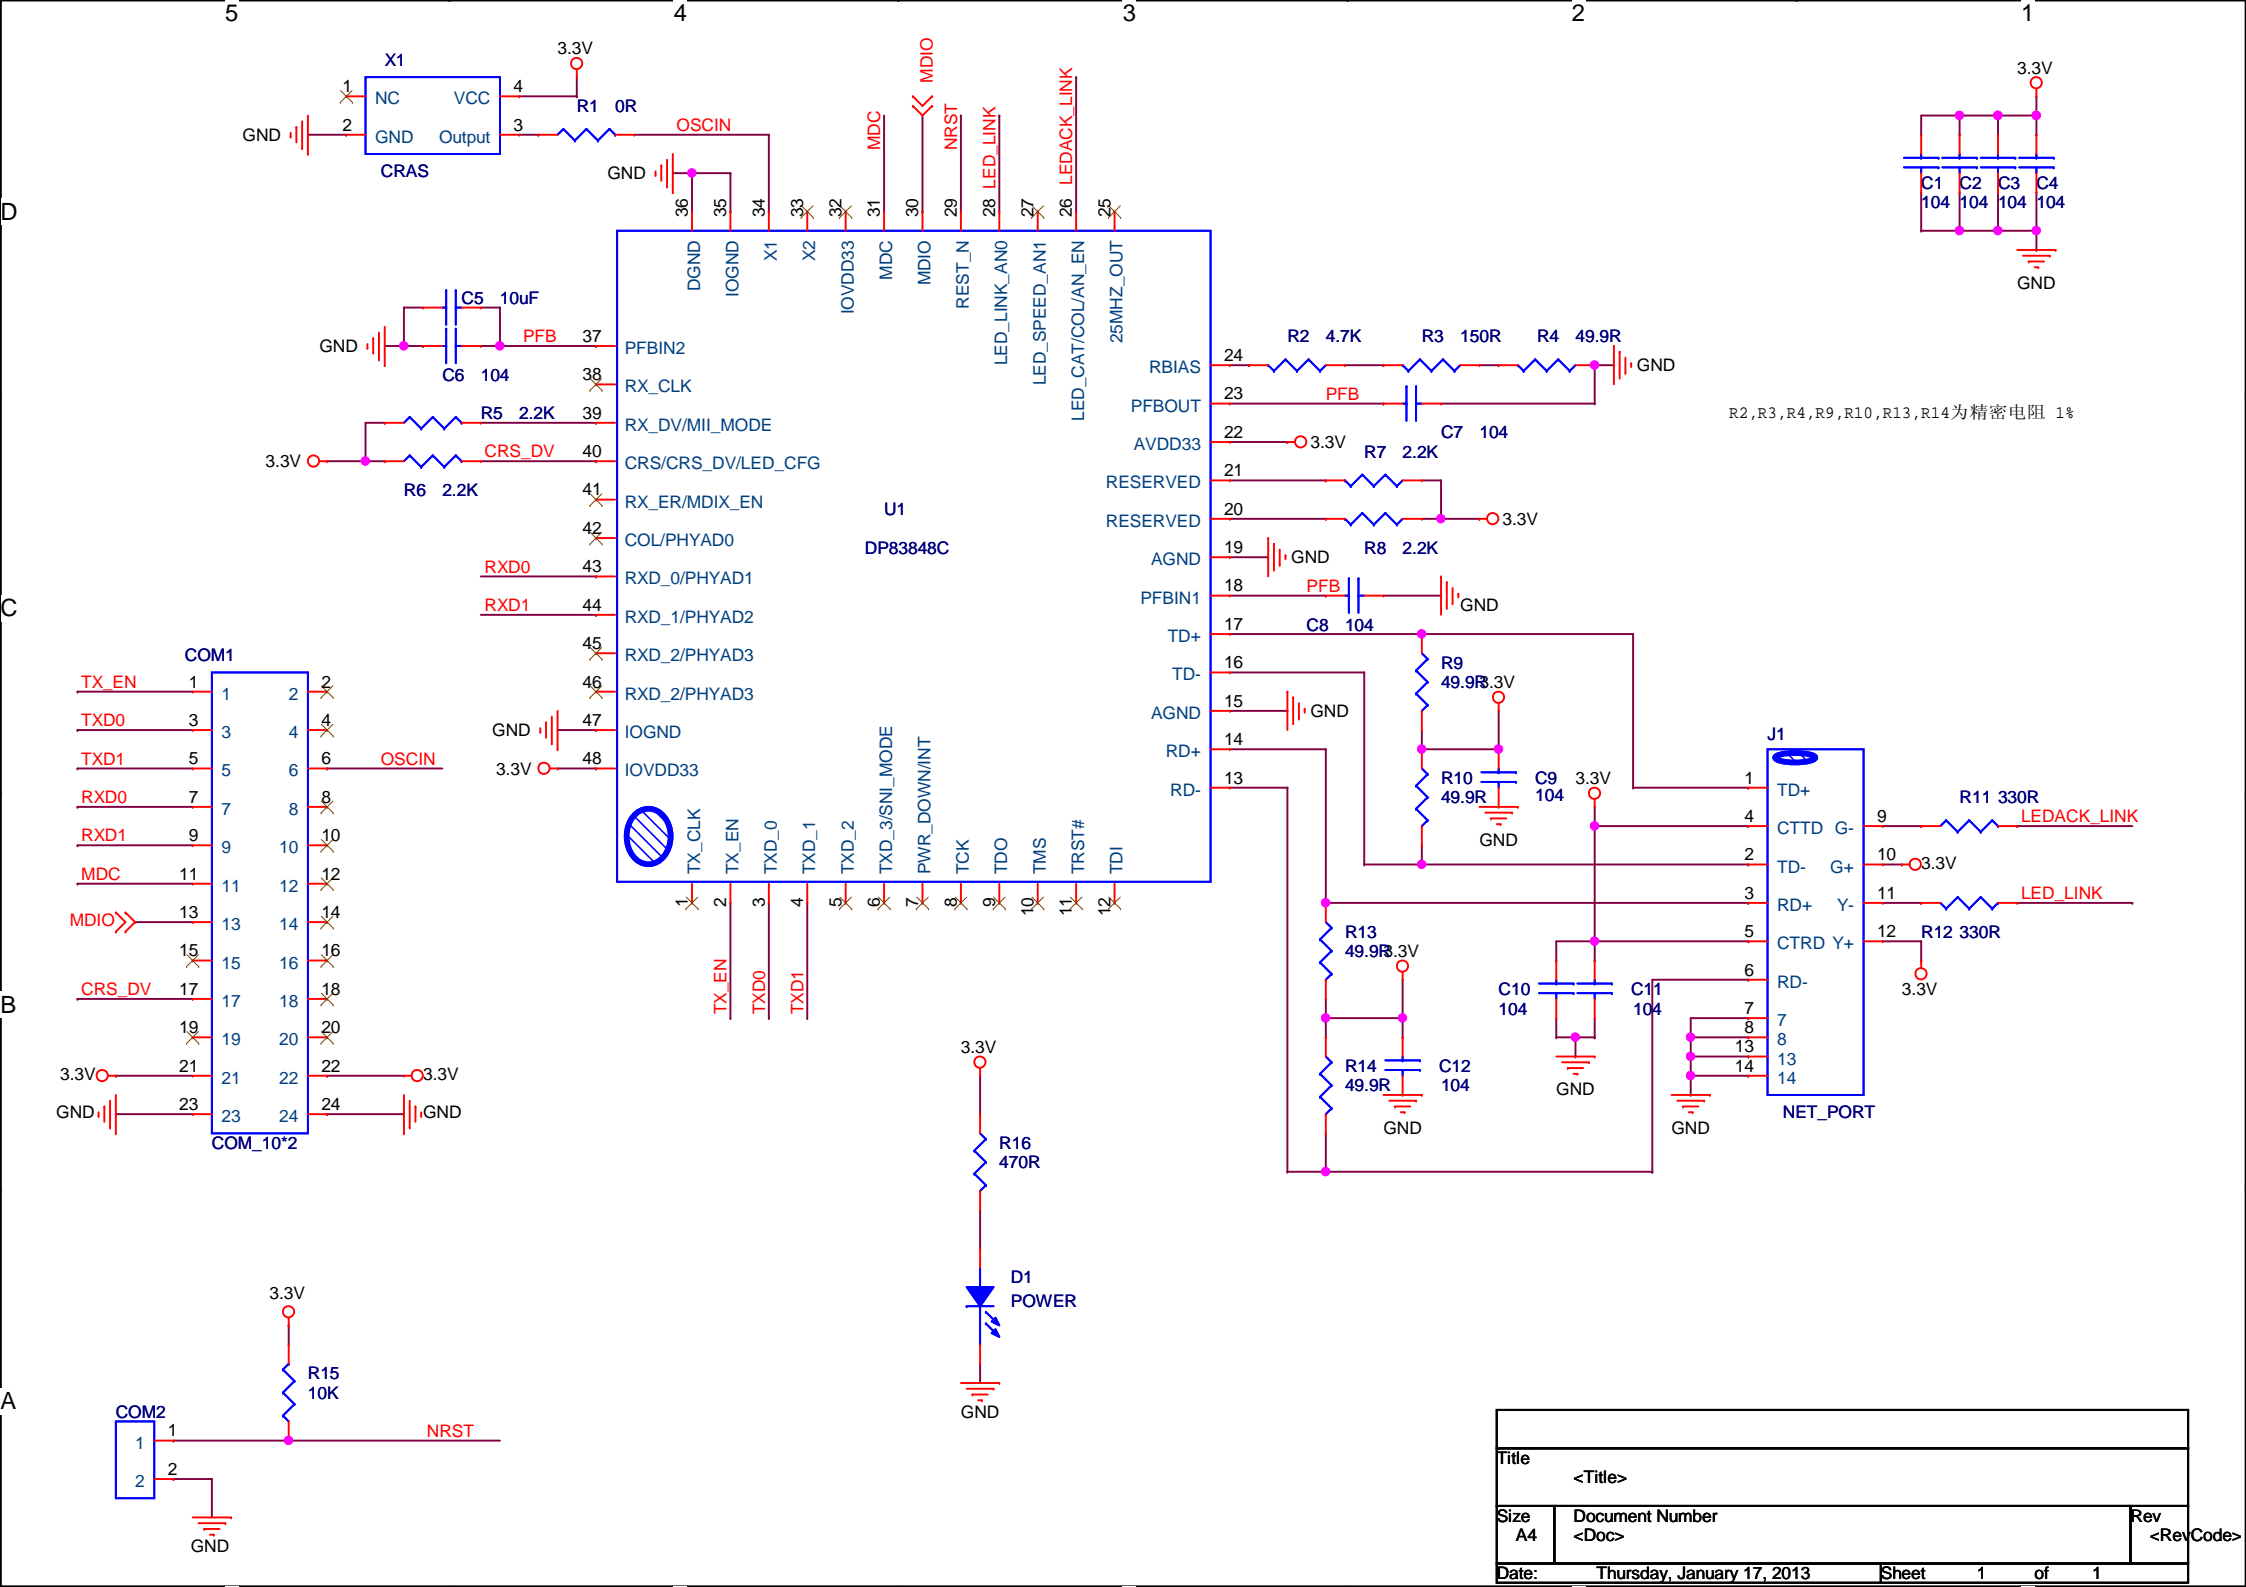 5
4
3
2
1
D
C
B
A
X1
1
NC
VCC
4
3.3V
GND
2
GND
Output
3
CRAS
R1 0R
OSCIN
GND
MDC
MDIO
NRST
LED_LINK
LEDACK_LINK
36
35
34
33
32
31
30
29
28
27
26
25
DGND
IOGND
X1
X2
IOVDD33
MDC
MDIO
REST_N
LED_LINK_AN0
LED_SPEED_AN1
LED_CAT/COL/AN_EN
25MHZ_OUT
3.3V
C1
104
C2
104
C3
104
C4
104
GND
C5 10uF
GND
PFB
C6 104
37
PFBIN2
38
RX_CLK
R5 2.2K
39
RX_DV/MII_MODE
3.3V
CRS_DV
40
CRS/CRS_DV/LED_CFG
R6 2.2K
41
RX_ER/MDIX_EN
42
COL/PHYAD0
RXD0
43
RXD_0/PHYAD1
RXD1
44
RXD_1/PHYAD2
45
RXD_2/PHYAD3
46
RXD_2/PHYAD3
GND
47
IOGND
3.3V
48
IOVDD33
U1
DP83848C
RBIAS
24
R2 4.7K
R3 150R
R4 49.9R
GND
PFBOUT
23
PFB
C7 104
AVDD33
22
3.3V
RESERVED
21
R7 2.2K
RESERVED
20
R8 2.2K
3.3V
AGND
19
GND
PFBIN1
18
PFB
C8 104
GND
TD+
17
TD-
16
AGND
15
GND
RD+
14
RD-
13
R2,R3,R4,R9,R10,R13,R14为精密电阻 1%
TX_CLK
TX_EN
TXD_0
TXD_1
TXD_2
TXD_3/SNI_MODE
PWR_DOWN/INT
TCK
TDO
TMS
TRST#
TDI
1
2
3
4
5
6
7
8
9
10
11
12
TX_EN
TXD0
TXD1
COM1
TX_EN 1 1 2 2
TXD0 3 3 4 4
TXD1 5 5 6 6 OSCIN
RXD0 7 7 8 8
RXD1 9 9 10 10
MDC 11 11 12 12
MDIO 13 13 14 14
15 15 16 16
CRS_DV 17 17 18 18
19 19 20 20
3.3V 21 21 22 22 3.3V
GND 23 23 24 24 GND
COM_10*2
R9
49.9R
3.3V
R10
49.9R
C9
104
GND
R13
49.9R
3.3V
R14
49.9R
C12
104
GND
3.3V
C10
104
C11
104
GND
J1
1 TD+
4 CTTD G- 9
2 TD- G+ 10 3.3V
3 RD+ Y- 11
5 CTRD Y+ 12
6 RD-
7 7
8 8
13 13
14 14
NET_PORT
GND
R11 330R
LEDACK_LINK
LED_LINK
R12 330R
3.3V
3.3V
R16
470R
D1
POWER
GND
3.3V
R15
10K
COM2
1 1
NRST
2 2
GND
Title
<Title>
Size
A4
Document Number
<Doc>
Rev
<RevCode>
Date: Thursday, January 17, 2013 Sheet 1 of 1